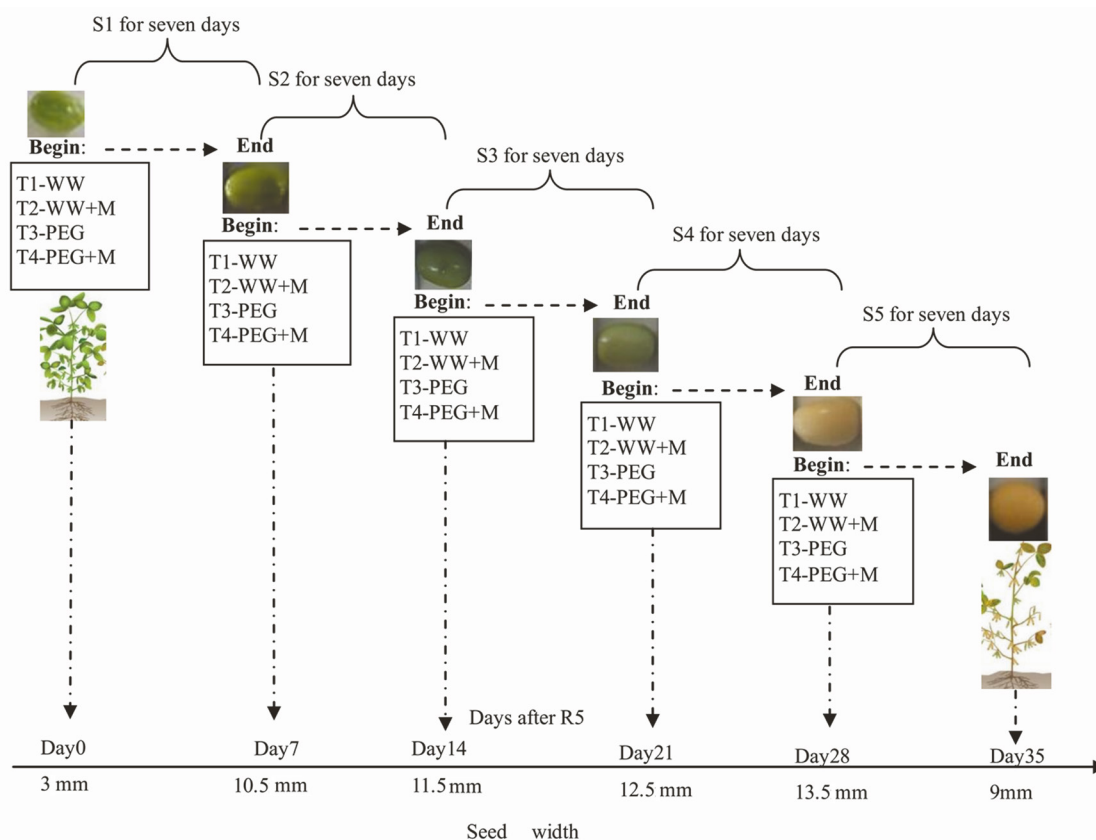 S1 for seven days
Begin:
T1-WW
T2-WW+M
T3-PEG
T4-PEG+M
S2 for seven days
End
Begin:
T1-WW
T2-WW+M
T3-PEG
T4-PEG+M
S3 for seven days
End
Begin:
T1-WW
T2-WW+M
T3-PEG
T4-PEG+M
S4 for seven days
End
Begin:
T1-WW
T2-WW+M
T3-PEG
T4-PEG+M
S5 for seven days
End
Begin:
T1-WW
T2-WW+M
T3-PEG
T4-PEG+M
End
Days after R5
Day0 Day7 Day14 Day21 Day28 Day35
3 mm 10.5 mm 11.5 mm 12.5 mm 13.5 mm 9mm
Seed width